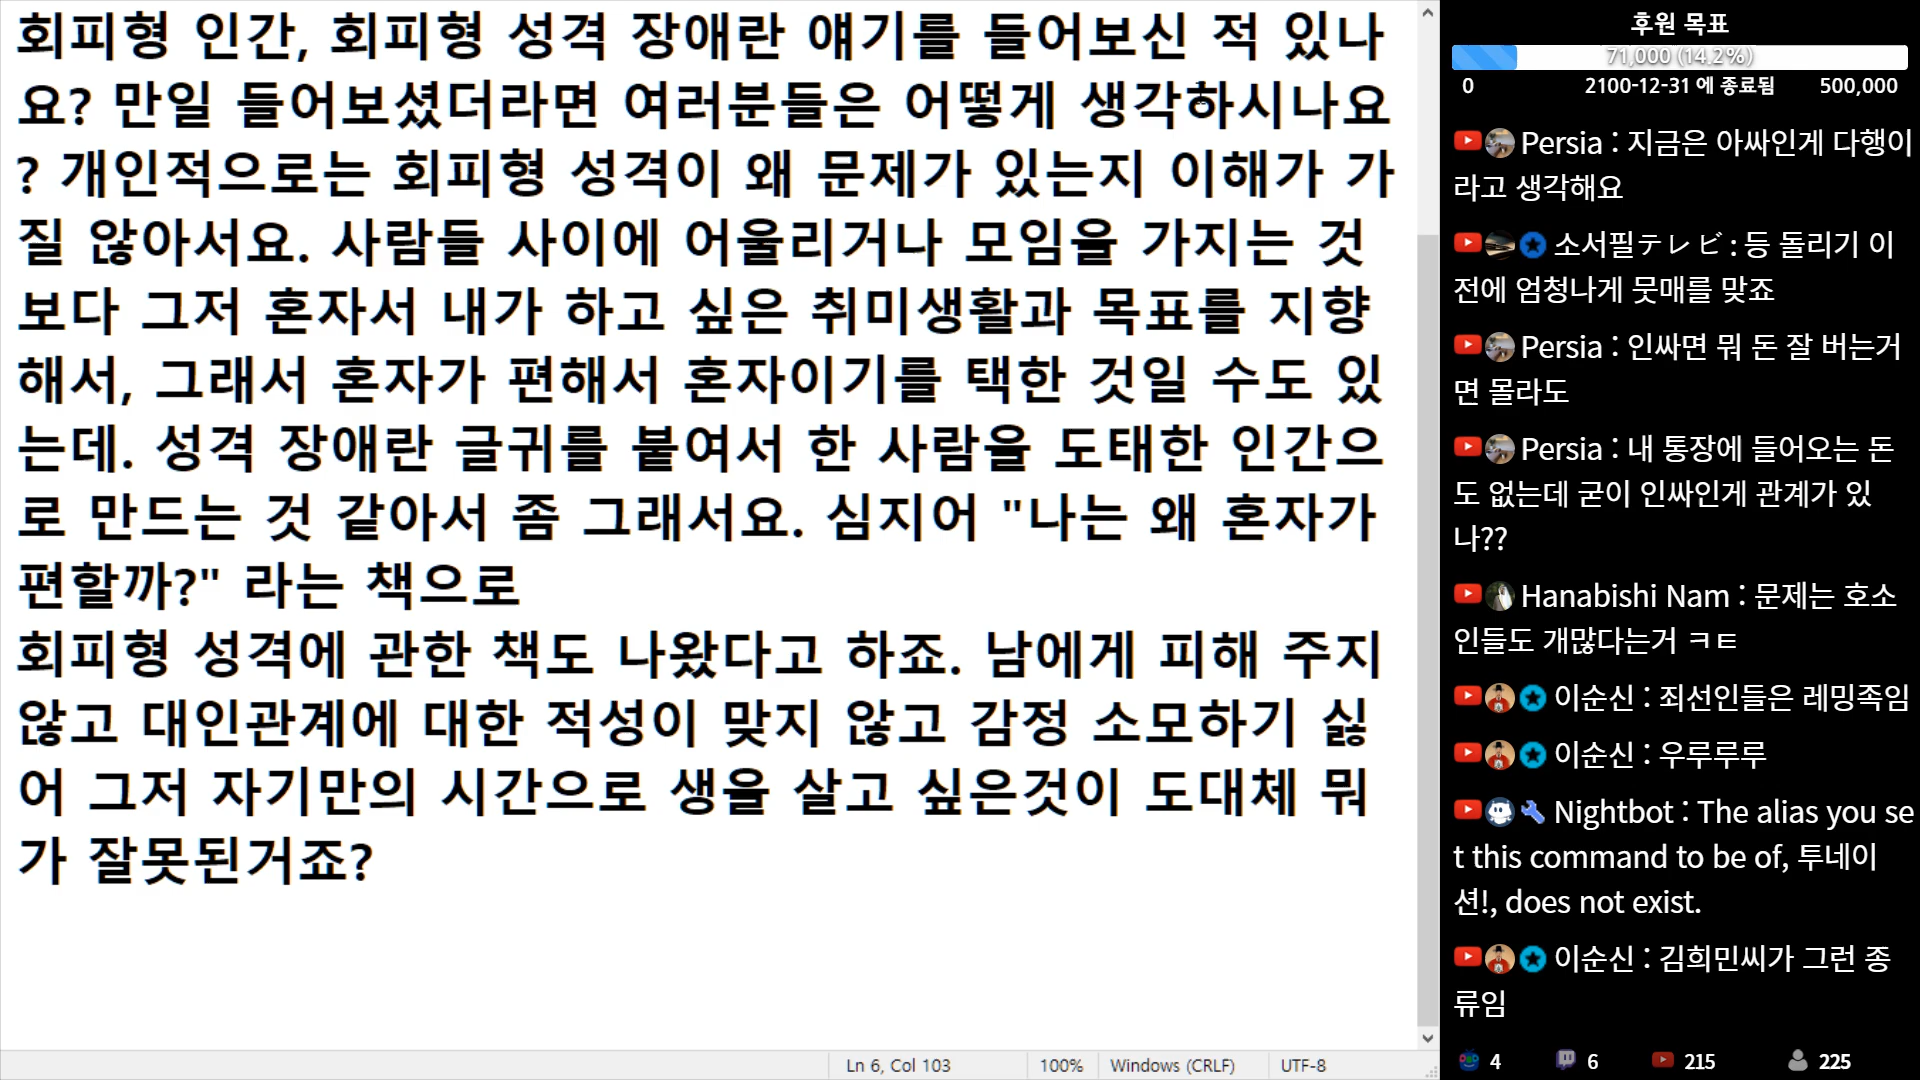 회피형 인간, 회피형 성격 장애란 얘기를 들어보신 적 있나
요? 만일 들어보셨더라면 여러분들은 어떻게 생각하시나요
? 개인적으로는 회피형 성격이 왜 문제가 있는지 이해가 가
질 않아서요. 사람들 사이에 어울리거나 모임을 가지는 것
보다 그저 혼자서 내가 하고 싶은 취미생활과 목표를 지향
해서, 그래서 혼자가 편해서 혼자이기를 택한 것일 수도 있
는데. 성격 장애란 글귀를 붙여서 한 사람을 도태한 인간으
로 만드는 것 같아서 좀 그래서요. 심지어 "나는 왜 혼자가
편할까?" 라는 책으로
회피형 성격에 관한 책도 나왔다고 하죠. 남에게 피해 주지
않고 대인관계에 대한 적성이 맞지 않고 감정 소모하기 싫
어 그저 자기만의 시간으로 생을 살고 싶은것이 도대체 뭐
가 잘못된거죠?
Ln 6, Col 103
100%
Windows (CRLF)
UTF-8
후원 목표
71,000 (14.2%)
0
2100-12-31 에 종료됨
500,000
Persia : 지금은 아싸인게 다행이
라고 생각해요
소서필テレビ : 등 돌리기 이
전에 엄청나게 뭇매를 맞죠
Persia : 인싸면 뭐 돈 잘 버는거
면 몰라도
Persia : 내 통장에 들어오는 돈
도 없는데 굳이 인싸인게 관계가 있
나??
Hanabishi Nam : 문제는 호소
인들도 개많다는거 ㅋㅌ
이순신 : 죄선인들은 레밍족임
이순신 : 우루루루
Nightbot : The alias you se
t this command to be of, 투네이
션!, does not exist.
이순신 : 김희민씨가 그런 종
류임
4
6
215
225